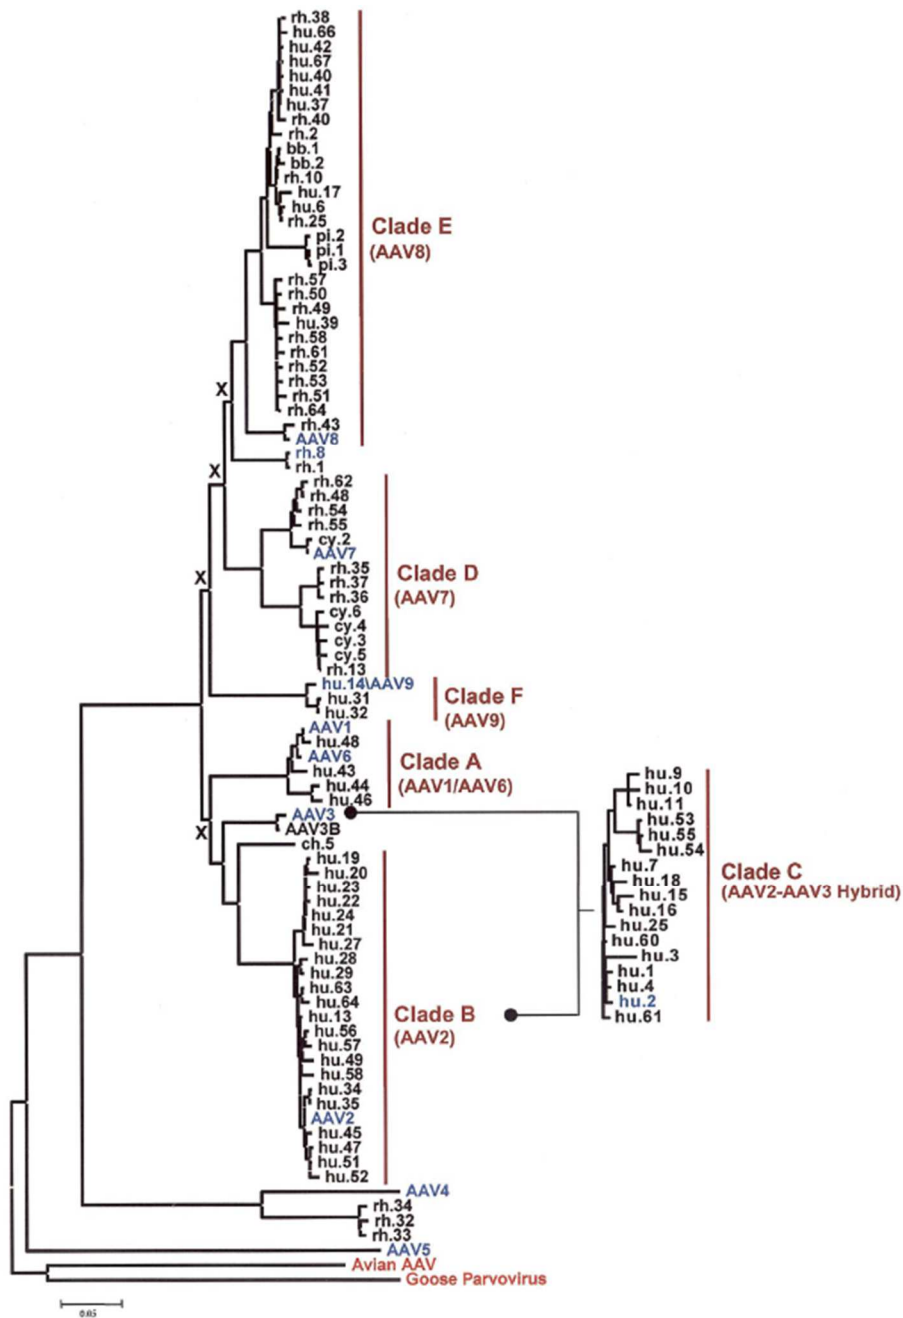 rh.38
hu.66
hu.42
hu.67
hu.40
hu.41
hu.37
rh.40
rh.2
bb.1
bb.2
rh.10
hu.17
hu.6
rh.25
pi.2
pi.1
pi.3
rh.57
rh.50
rh.49
hu.39
rh.58
rh.61
rh.52
rh.53
rh.51
rh.64
rh.43
AAV8
Clade E
(AAV8)
X
rh.8
rh.1
X
rh.62
rh.48
rh.54
rh.55
cy.2
AAV7
rh.35
rh.37
rh.36
cy.6
cy.4
cy.3
cy.5
rh.13
Clade D
(AAV7)
X
hu.14\AAV9
hu.31
hu.32
Clade F
(AAV9)
AAV1
hu.48
AAV6
hu.43
hu.44
hu.46
Clade A
(AAV1/AAV6)
X
AAV3
AAV3B
ch.5
hu.19
hu.20
hu.23
hu.22
hu.24
hu.21
hu.27
hu.28
hu.29
hu.63
hu.64
hu.13
hu.56
hu.57
hu.49
hu.58
hu.34
hu.35
AAV2
hu.45
hu.47
hu.51
hu.52
Clade B
(AAV2)
hu.9
hu.10
hu.11
hu.53
hu.55
hu.54
hu.7
hu.18
hu.15
hu.16
hu.25
hu.60
hu.3
hu.1
hu.4
hu.2
hu.61
Clade C
(AAV2-AAV3 Hybrid)
AAV4
rh.34
rh.32
rh.33
AAV5
Avian AAV
Goose Parvovirus
0.05